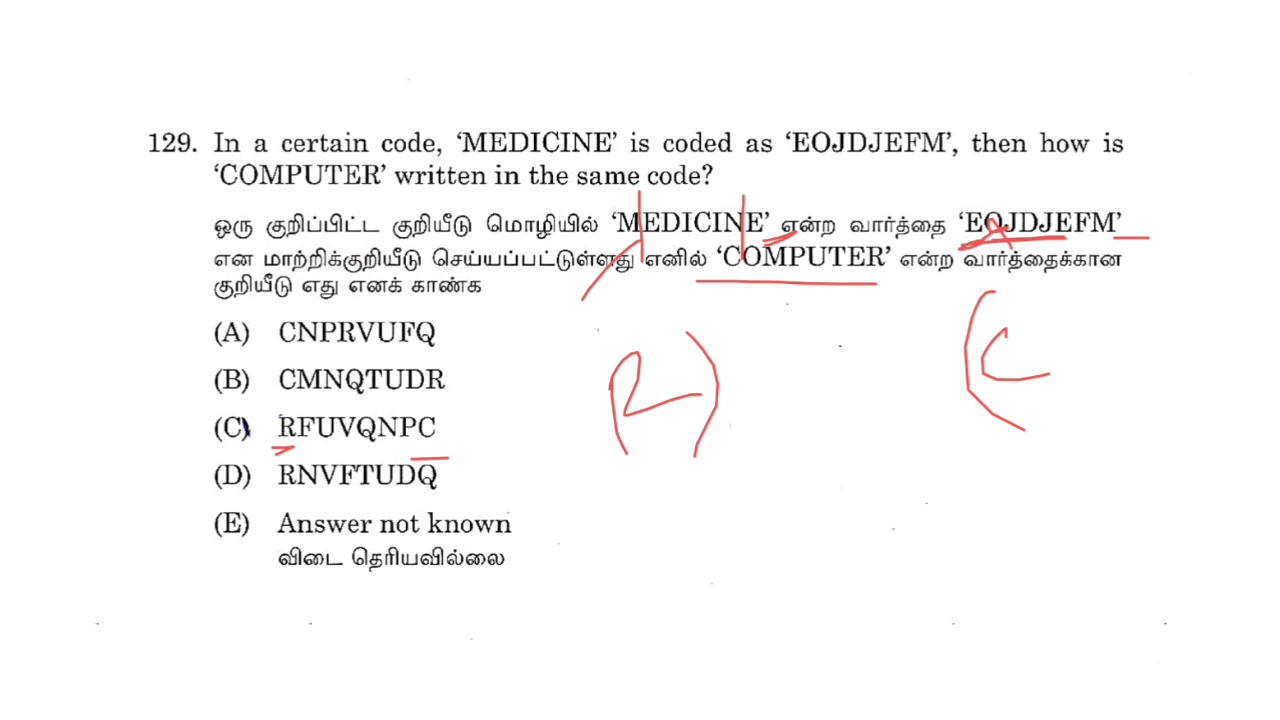 129. In a certain code, ‘MEDICINE’ is coded as ‘EOJDJEFM’, then how is
‘COMPUTER’ written in the same code?
ஒரு குறிப்பிட்ட குறியீடு மொழியில் ‘MEDICINE’ என்ற வார்த்தை ‘EOJDJEFM’
என மாற்றிக்குறியீடு செய்யப்பட்டுள்ளது எனில் ‘COMPUTER’ என்ற வார்த்தைக்கான
குறியீடு எது எனக் காண்க
(A) CNPRVUFQ
(B) CMNQTUDR
(C) RFUVQNPC
(D) RNVFTUDQ
(E) Answer not known
விடை தெரியவில்லை
R
C